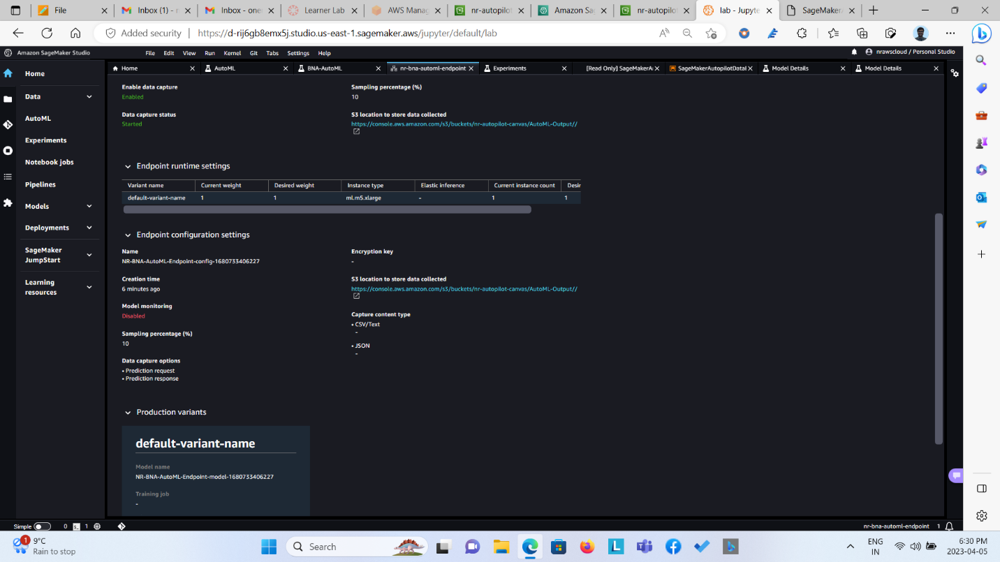 File
Inbox (1) - r
Inbox - oner
Learner Lab
AWS Manag
nr-autopilot
Amazon Sag
nr-autopilot
lab - Jupyte
SageMaker
Added security
https://d-rij6gb8emx5j.studio.us-east-1.sagemaker.aws/jupyter/default/lab
Amazon SageMaker Studio
File Edit View Run Kernel Git Tabs Settings Help
nrawscloud / Personal Studio
Home
AutoML
BNA-AutoML
nr-bna-automl-endpoint
Experiments
[Read Only] SageMakerA
SageMakerAutopilotDatal
Model Details
Model Details
Home
Data
AutoML
Experiments
Notebook jobs
Pipelines
Models
Deployments
SageMaker
JumpStart
Learning
resources
Enable data capture
Enabled
Sampling percentage (%)
10
Data capture status
Started
S3 location to store data collected
https://console.aws.amazon.com/s3/buckets/nr-autopilot-canvas/AutoML-Output//
Endpoint runtime settings
Variant name Current weight Desired weight Instance type Elastic inference Current instance count Desir
default-variant-name 1 1 ml.m5.xlarge - 1 1
Endpoint configuration settings
Name
NR-BNA-AutoML-Endpoint-config-1680733406227
Creation time
6 minutes ago
Model monitoring
Disabled
Sampling percentage (%)
10
Data capture options
• Prediction request
• Prediction response
Encryption key
-
S3 location to store data collected
https://console.aws.amazon.com/s3/buckets/nr-autopilot-canvas/AutoML-Output//
Capture content type
• CSV/Text
-
• JSON
-
Production variants
default-variant-name
Model name
NR-BNA-AutoML-Endpoint-model-1680733406227
Training job
-
Simple 0 1
nr-bna-automl-endpoint 1
1
9°C
Rain to stop
Search
ENG
IN
6:30 PM
2023-04-05